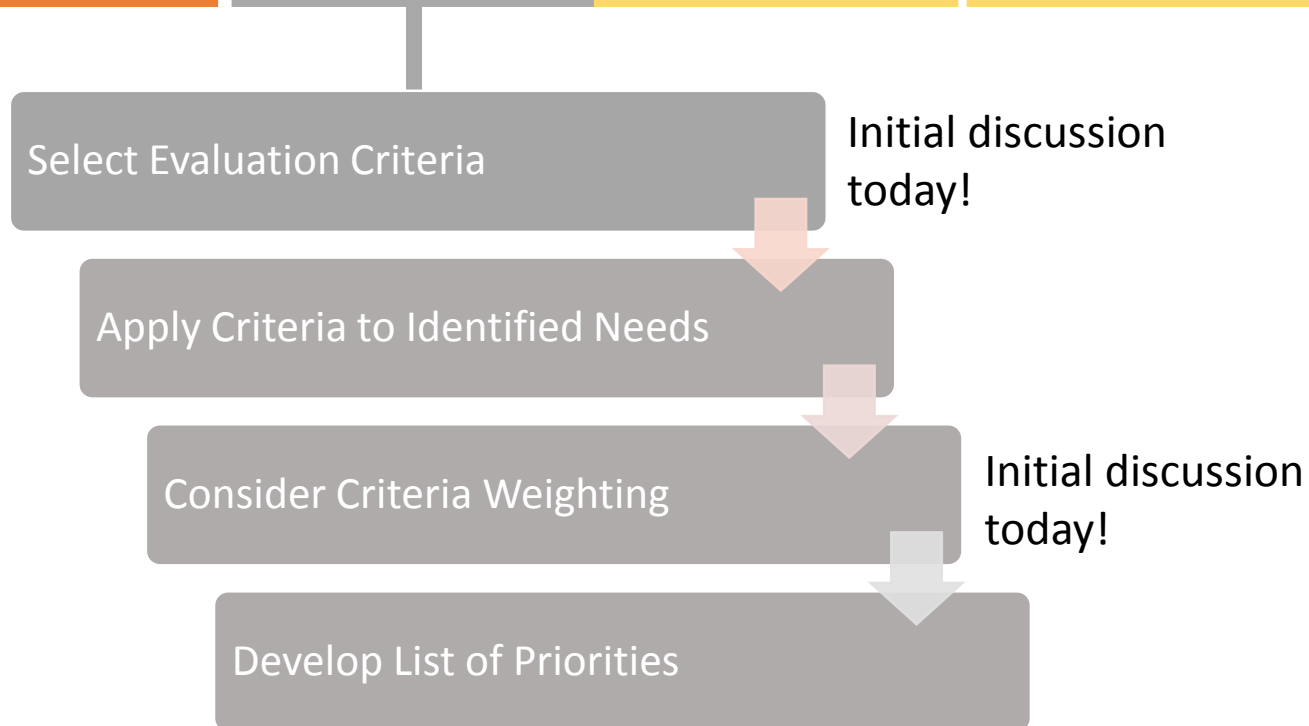 Select Evaluation Criteria
Initial discussion
today!
Apply Criteria to Identified Needs
Consider Criteria Weighting
Initial discussion
today!
Develop List of Priorities